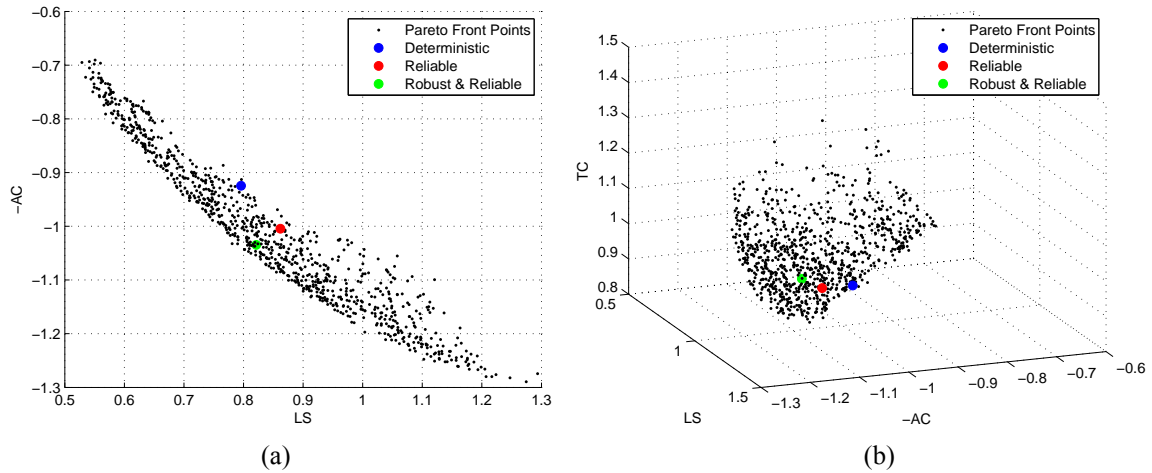 −0.6
−0.7
−0.8
−0.9
−1
−1.1
−1.2
−1.3
−AC
0.5 0.6 0.7 0.8 0.9 1 1.1 1.2 1.3
LS
Pareto Front Points
Deterministic
Reliable
Robust & Reliable
(a)
1.5
1.4
1.3
1.2
1.1
1
0.9
0.8
TC
0.5
1
1.5
LS
−1.3 −1.2 −1.1 −1 −0.9 −0.8 −0.7 −0.6
-AC
Pareto Front Points
Deterministic
Reliable
Robust & Reliable
(b)